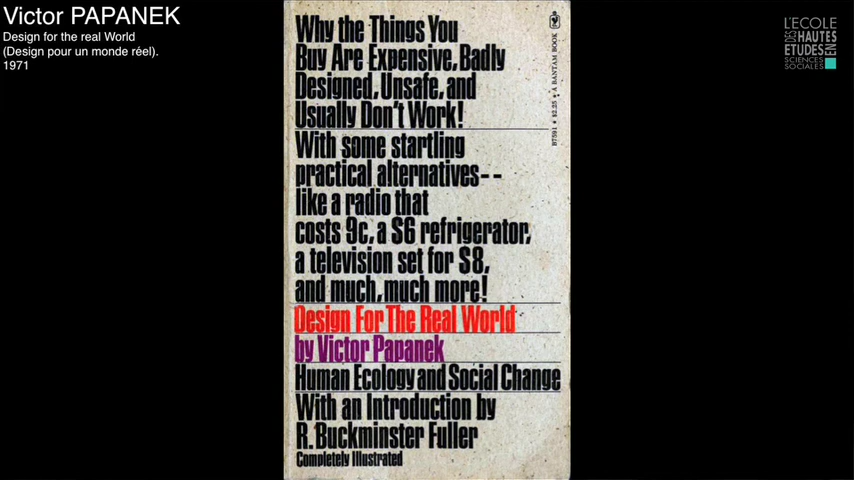 Victor PAPANEK
Design for the real World
(Design pour un monde réel).
1971
Why the Things You
Buy Are Expensive, Badly
Designed, Unsafe, and
Usually Don't Work!
With some startling
practical alternatives--
like a radio that
costs 9c, a $6 refrigerator,
a television set for $8,
and much, much more!
Design For The Real World
by Victor Papanek
Human Ecology and Social Change
With an Introduction by
R. Buckminster Fuller
Completely Illustrated
B7591 ★ $2.25 ★ A BANTAM BOOK
L'ECOLE
DES HAUTES
ETUDES EN
SCIENCES
SOCIALES